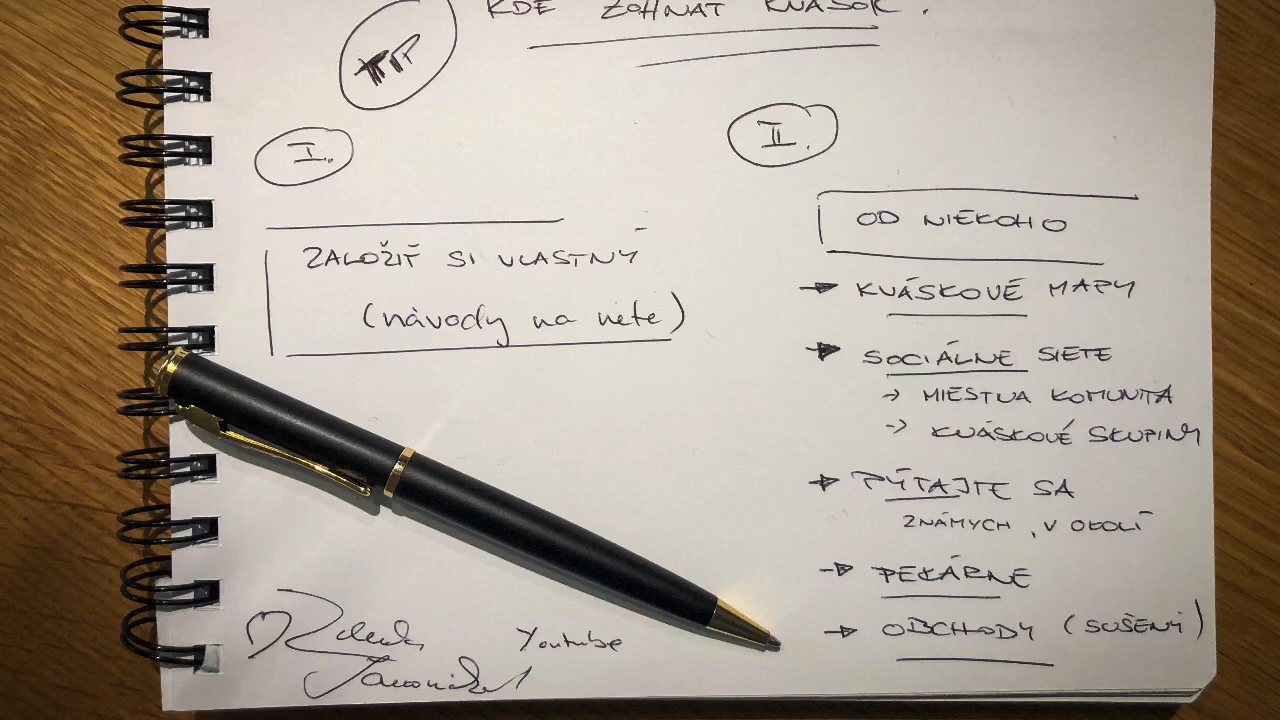 KDE ZOHNAŤ KVÁSOK.
I.
ZALOŽIŤ SI VLASTNÝ
(návody na nete)
II.
OD NIEKOHO
KVÁSKOVÉ MAPY
SOCIÁLNE SIETE
→ MIESTNA KOMUNTA
→ KVÁSKOVÉ SKUPINY
PÝTAJTE SA
ZNÁMYCH, V OKOLÍ
PEKÁRNE
OBCHODY (SUŠENÝ)
Youtube